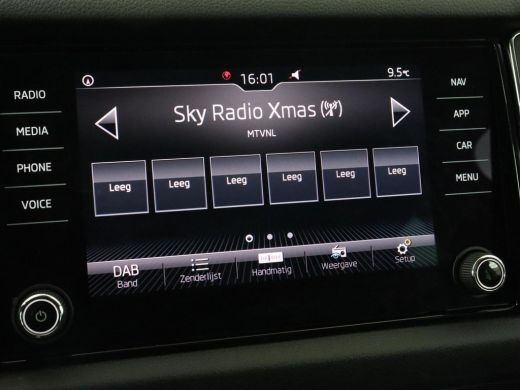 16:01
9.5°C
RADIO
MEDIA
PHONE
VOICE
Sky Radio Xmas
MTVNL
Leeg
Leeg
Leeg
Leeg
Leeg
Leeg
DAB
Band
Zenderlijst
Handmatig
Weergave
Setup
NAV
APP
CAR
MENU